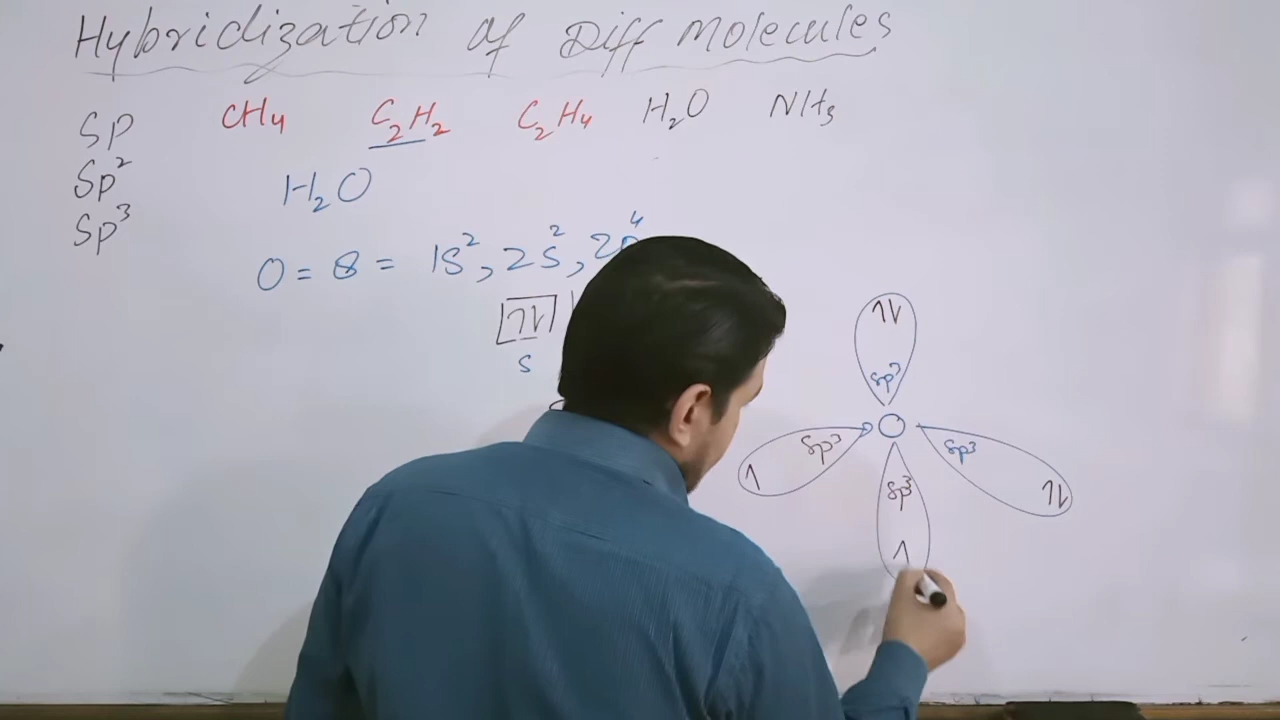 Hybridization of Diff Molecules
SP CH₄ C₂H₂ C₂H₄ H₂O NH₃
Sp²
Sp³
H₂O
O = 8 = 1S², 2S², 2p⁴
↿⇂
S
↿⇂
sp³
sp³ sp³
↿ ↿⇂
sp³
↿